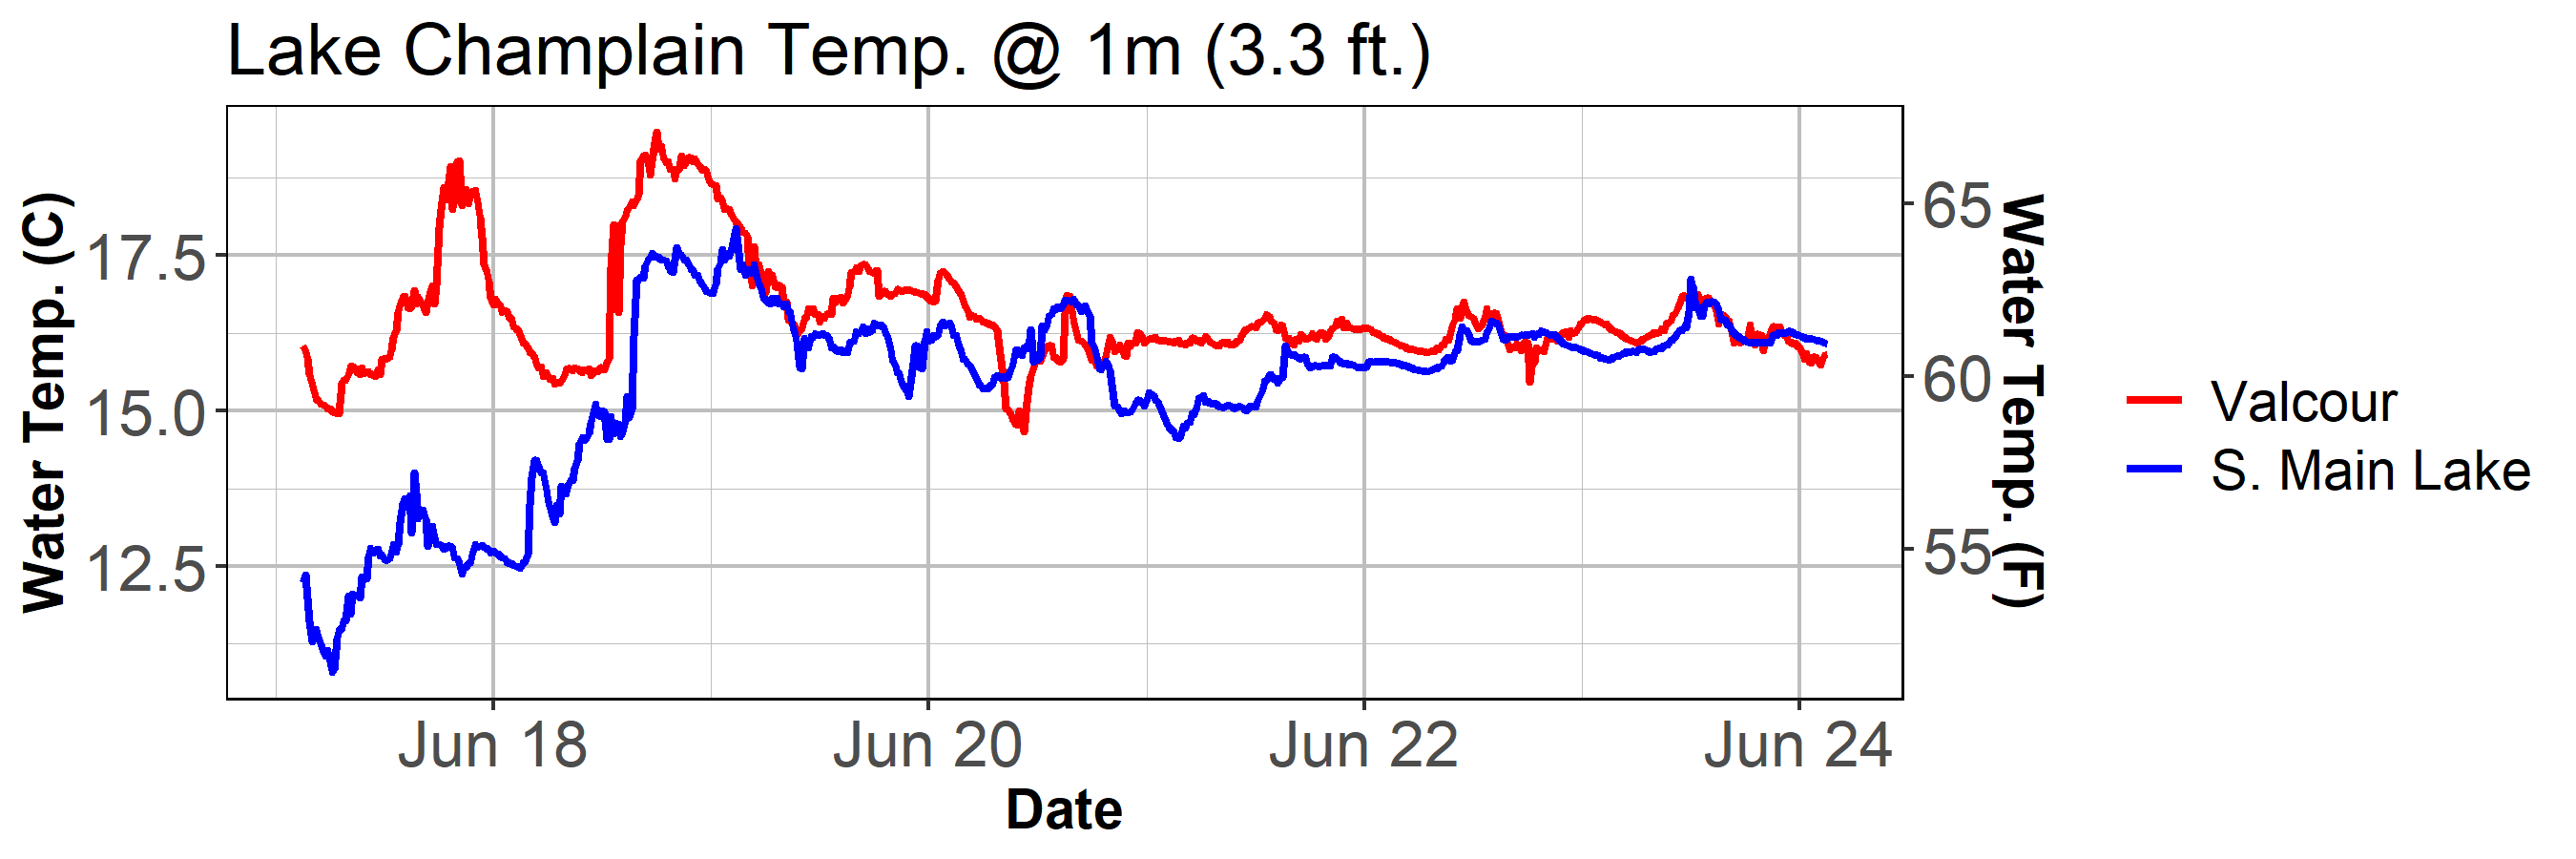 Lake Champlain Temp. @ 1m (3.3 ft.)
Water Temp. (C)
17.5
15.0
12.5
65
60
55
Water Temp. (F)
Jun 18
Jun 20
Jun 22
Jun 24
Date
Valcour
S. Main Lake